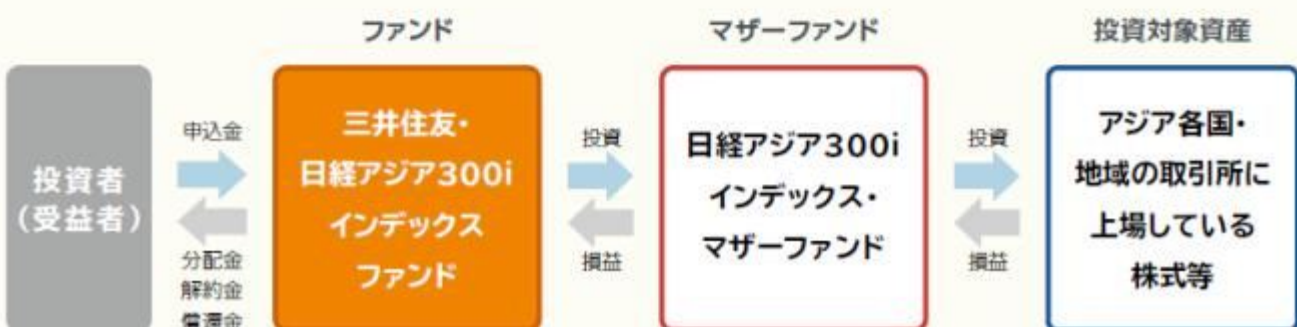 ファンド
マザーファンド
投資対象資産
投資者
(受益者)
申込金
分配金
解約金
償還金
三井住友・
日経アジア300i
インデックス
ファンド
投資
損益
日経アジア300i
インデックス・
マザーファンド
投資
損益
アジア各国・
地域の取引所に
上場している
株式等